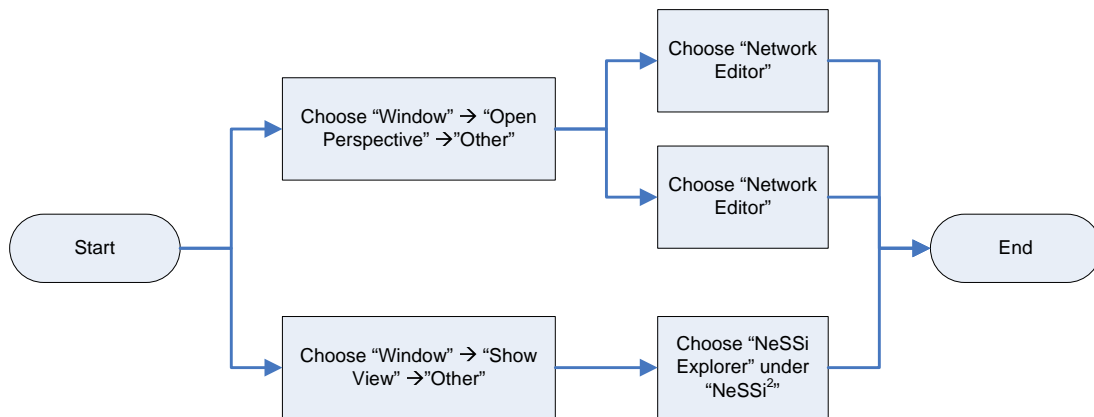 Start
Choose “Window” → “Open
Perspective” →”Other”
Choose “Network
Editor”
Choose “Network
Editor”
Choose “Window” → “Show
View” →”Other”
Choose “NeSSi
Explorer” under
“NeSSi²”
End